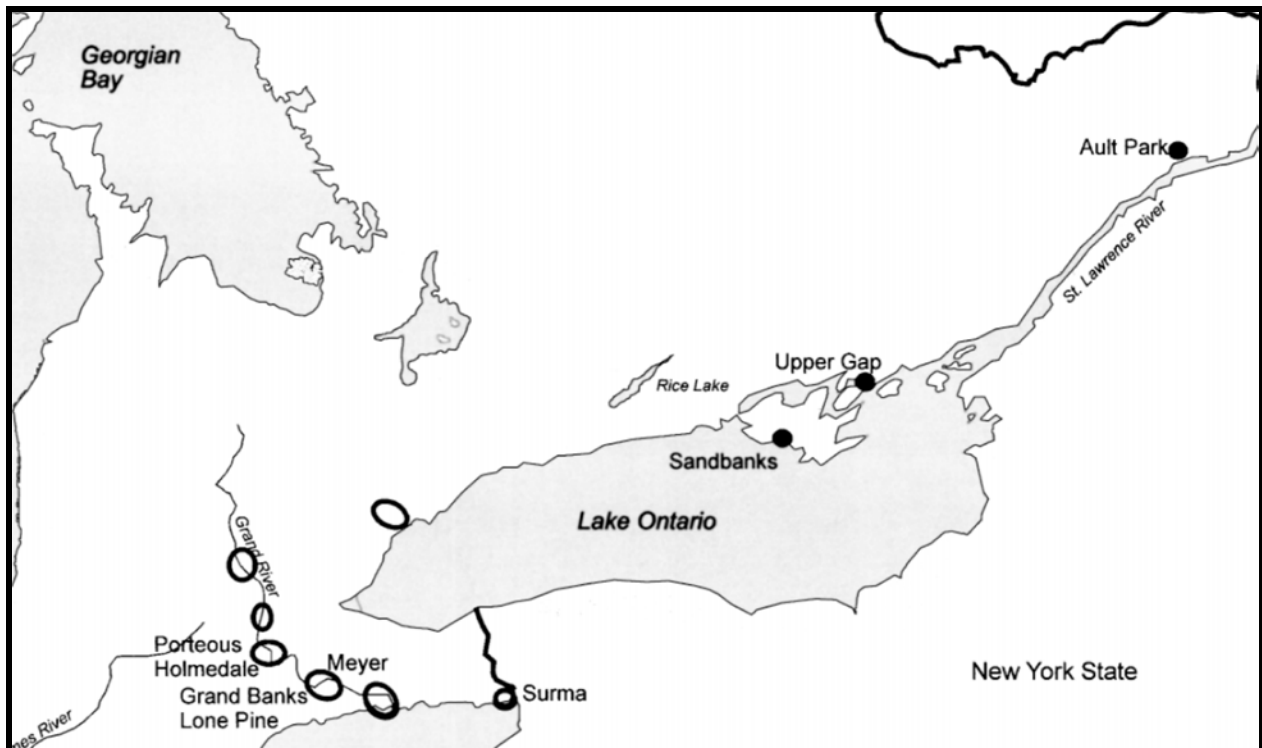 Georgian
Bay
Ault Park
St. Lawrence River
Upper Gap
Rice Lake
Sandbanks
Lake Ontario
Grand River
Porteous
Holmedale
Meyer
Grand Banks
Lone Pine
Surma
New York State
River